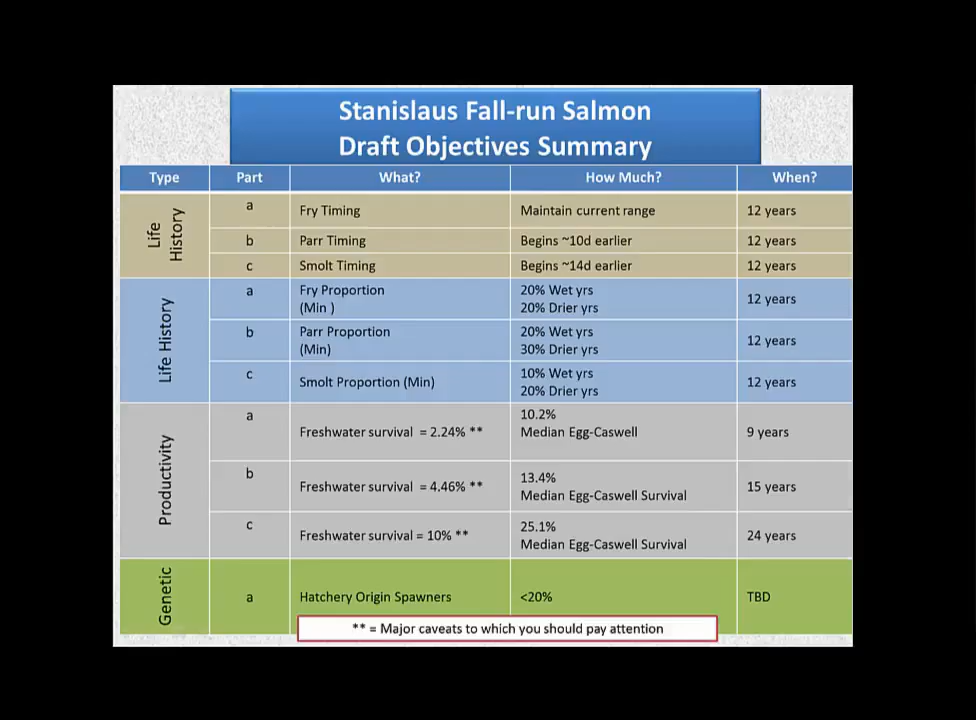 Stanislaus Fall-run Salmon
Draft Objectives Summary
Type Part What? How Much? When?
Life History
a Fry Timing Maintain current range 12 years
b Parr Timing Begins ~10d earlier 12 years
c Smolt Timing Begins ~14d earlier 12 years
Life History
a Fry Proportion (Min ) 20% Wet yrs 20% Drier yrs 12 years
b Parr Proportion (Min) 20% Wet yrs 30% Drier yrs 12 years
c Smolt Proportion (Min) 10% Wet yrs 20% Drier yrs 12 years
Productivity
a Freshwater survival = 2.24% ** 10.2% Median Egg-Caswell 9 years
b Freshwater survival = 4.46% ** 13.4% Median Egg-Caswell Survival 15 years
c Freshwater survival = 10% ** 25.1% Median Egg-Caswell Survival 24 years
Genetic
a Hatchery Origin Spawners <20% TBD
** = Major caveats to which you should pay attention